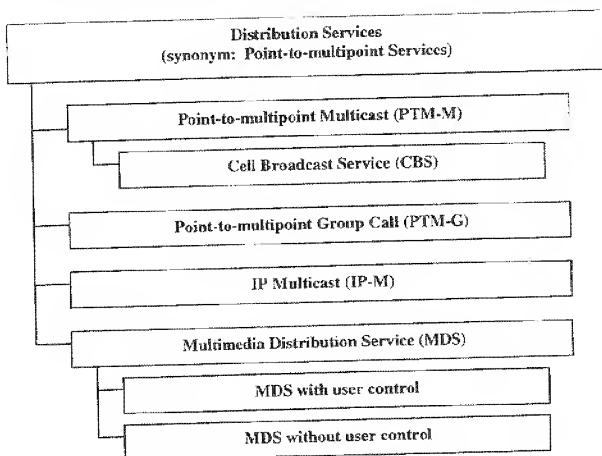 Distribution Services
(synonym: Point-to-multipoint Services)
Point-to-multipoint Multicast (PTM-M)
Cell Broadcast Service (CBS)
Point-to-multipoint Group Call (PTM-G)
IP Multicast (IP-M)
Multimedia Distribution Service (MDS)
MDS with user control
MDS without user control